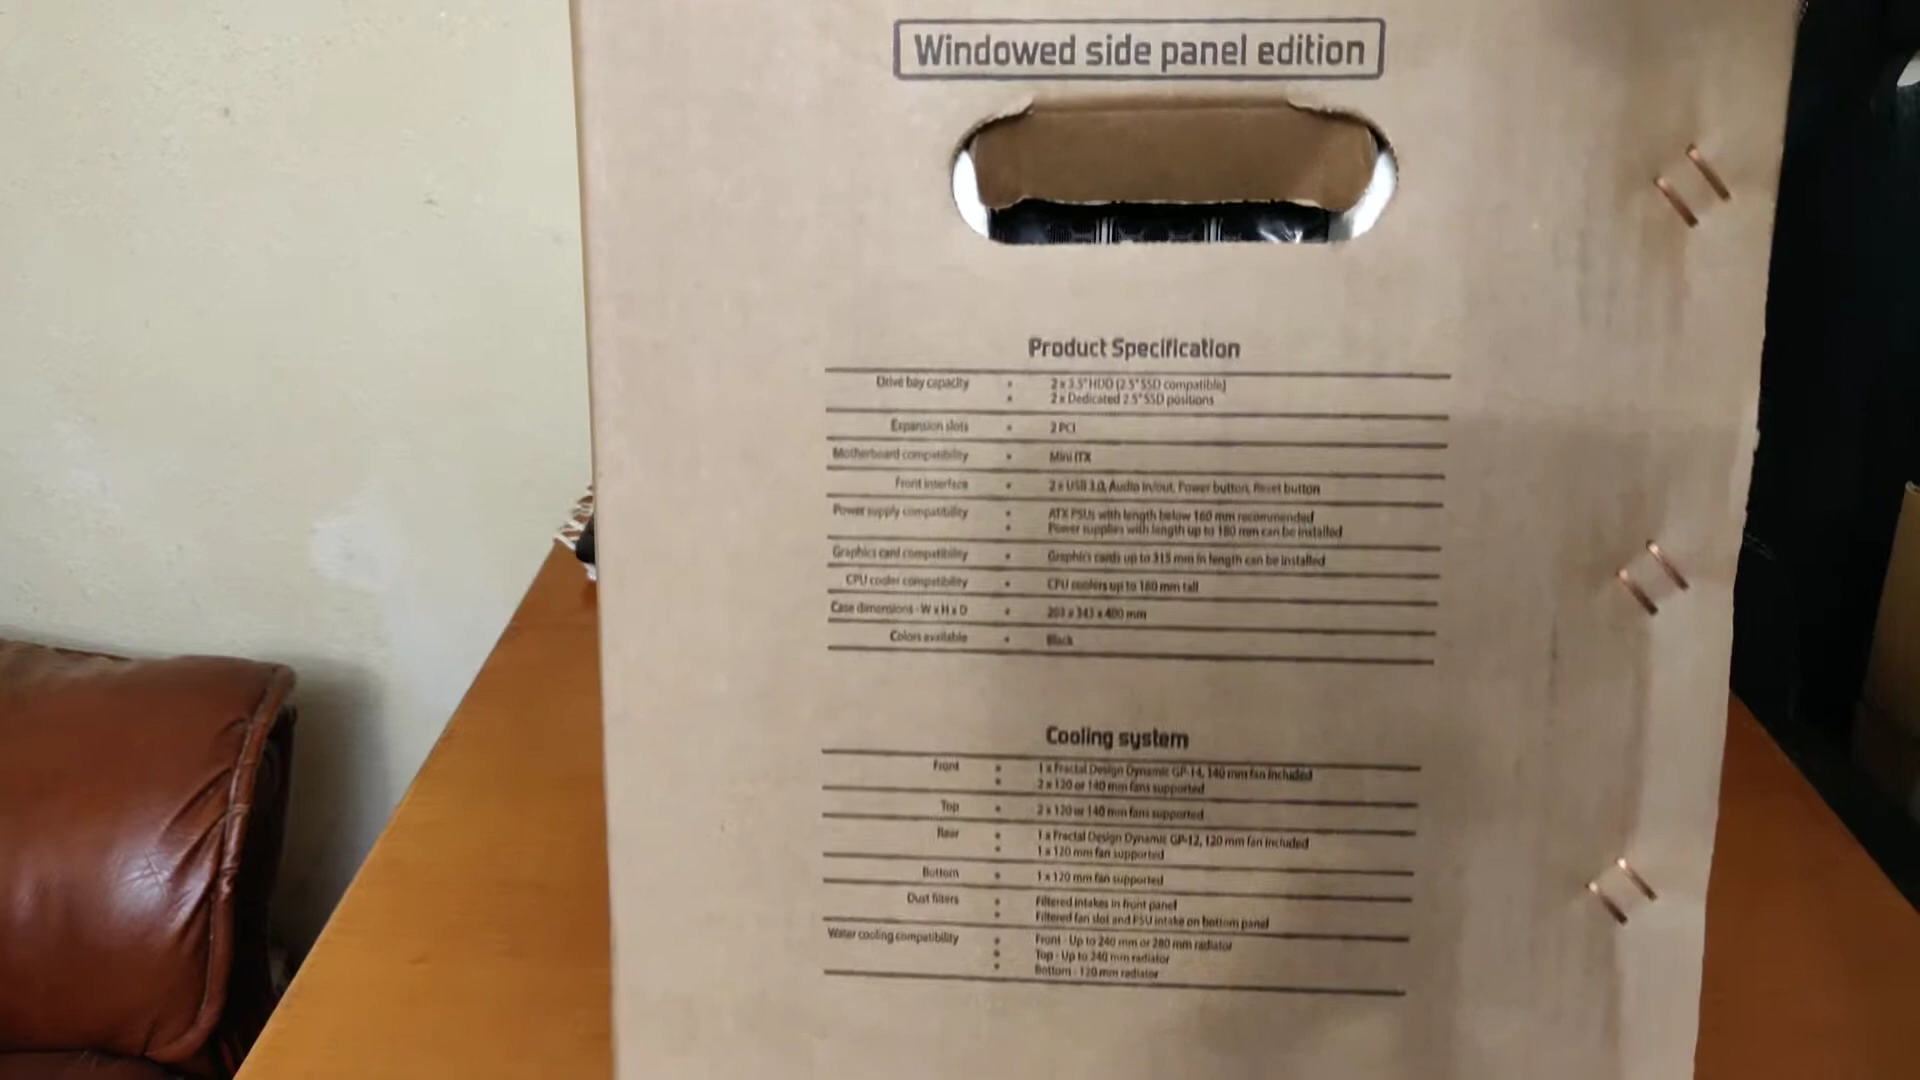 Windowed side panel edition
Product Specification
Drive bay capacity • 2 x 3.5" HDD (2.5" SSD compatible)
• 2 x Dedicated 2.5" SSD positions
Expansion slots • 2 PCI
Motherboard compatibility • Mini ITX
Front interface • 2 x USB 3.0, Audio in/out, Power button, Reset button
Power supply compatibility • ATX PSUs with length below 160 mm recommended
• Power supplies with length up to 180 mm can be installed
Graphics card compatibility • Graphics cards up to 315 mm in length can be installed
CPU cooler compatibility • CPU coolers up to 180 mm tall
Case dimensions - W x H x D • 203 x 343 x 400 mm
Colors available • Black
Cooling system
Front • 1 x Fractal Design Dynamic GP-14, 140 mm fan included
• 2 x 120 or 140 mm fans supported
Top • 2 x 120 or 140 mm fans supported
Rear • 1 x Fractal Design Dynamic GP-12, 120 mm fan included
• 1 x 120 mm fan supported
Bottom • 1 x 120 mm fan supported
Dust filters • Filtered intakes in front panel
• Filtered fan slot and PSU intake on bottom panel
Water cooling compatibility • Front - Up to 240 mm or 280 mm radiator
• Top - Up to 240 mm radiator
• Bottom - 120 mm radiator